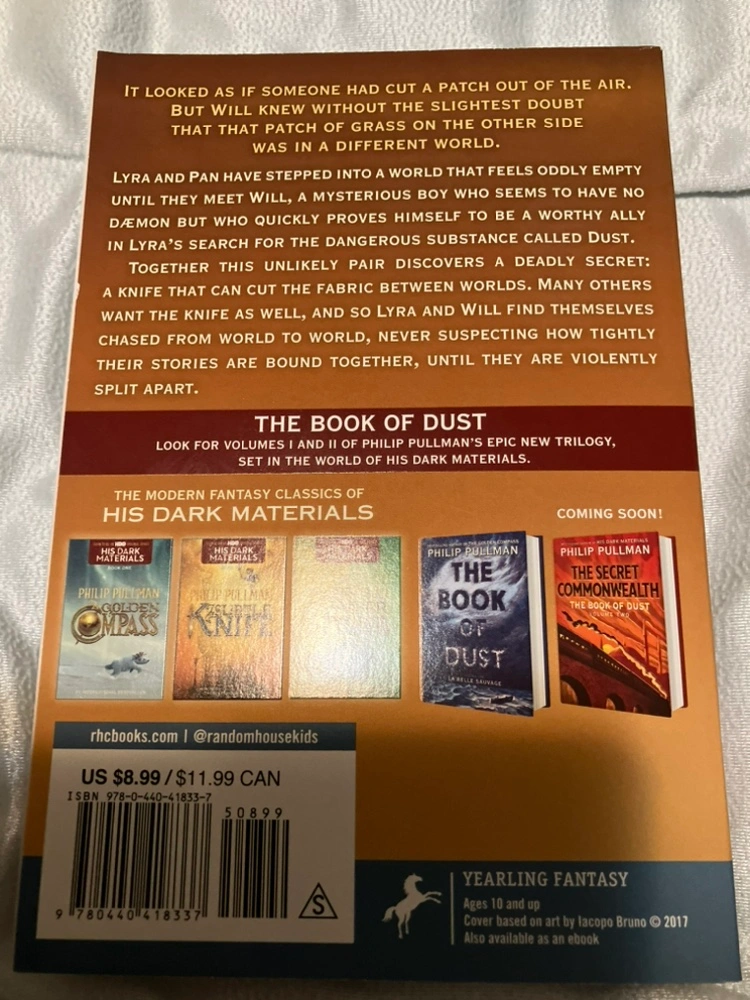 IT LOOKED AS IF SOMEONE HAD CUT A PATCH OUT OF THE AIR.
BUT WILL KNEW WITHOUT THE SLIGHTEST DOUBT
THAT THAT PATCH OF GRASS ON THE OTHER SIDE
WAS IN A DIFFERENT WORLD.
LYRA AND PAN HAVE STEPPED INTO A WORLD THAT FEELS ODDLY EMPTY
UNTIL THEY MEET WILL, A MYSTERIOUS BOY WHO SEEMS TO HAVE NO
DÆMON BUT WHO QUICKLY PROVES HIMSELF TO BE A WORTHY ALLY
IN LYRA'S SEARCH FOR THE DANGEROUS SUBSTANCE CALLED DUST.
TOGETHER THIS UNLIKELY PAIR DISCOVERS A DEADLY SECRET:
A KNIFE THAT CAN CUT THE FABRIC BETWEEN WORLDS. MANY OTHERS
WANT THE KNIFE AS WELL, AND SO LYRA AND WILL FIND THEMSELVES
CHASED FROM WORLD TO WORLD, NEVER SUSPECTING HOW TIGHTLY
THEIR STORIES ARE BOUND TOGETHER, UNTIL THEY ARE VIOLENTLY
SPLIT APART.
THE BOOK OF DUST
LOOK FOR VOLUMES I AND II OF PHILIP PULLMAN'S EPIC NEW TRILOGY,
SET IN THE WORLD OF HIS DARK MATERIALS.
THE MODERN FANTASY CLASSICS OF
HIS DARK MATERIALS
COMING SOON!
HIS DARK
MATERIALS
BOOK ONE
PHILIP PULLMAN
GOLDEN
COMPASS
HIS DARK
MATERIALS
PHILIP PULLMAN
KNIFE
PHILIP PULLMAN
THE
BOOK
OF
DUST
LA BELLE SAUVAGE
PHILIP PULLMAN
THE SECRET
COMMONWEALTH
THE BOOK OF DUST
VOLUME TWO
rhcbooks.com | @randomhousekids
US $8.99 / $11.99 CAN
ISBN 978-0-440-41833-7
50899
9 780440 418337
S
YEARLING FANTASY
Ages 10 and up
Cover based on art by Iacopo Bruno © 2017
Also available as an ebook